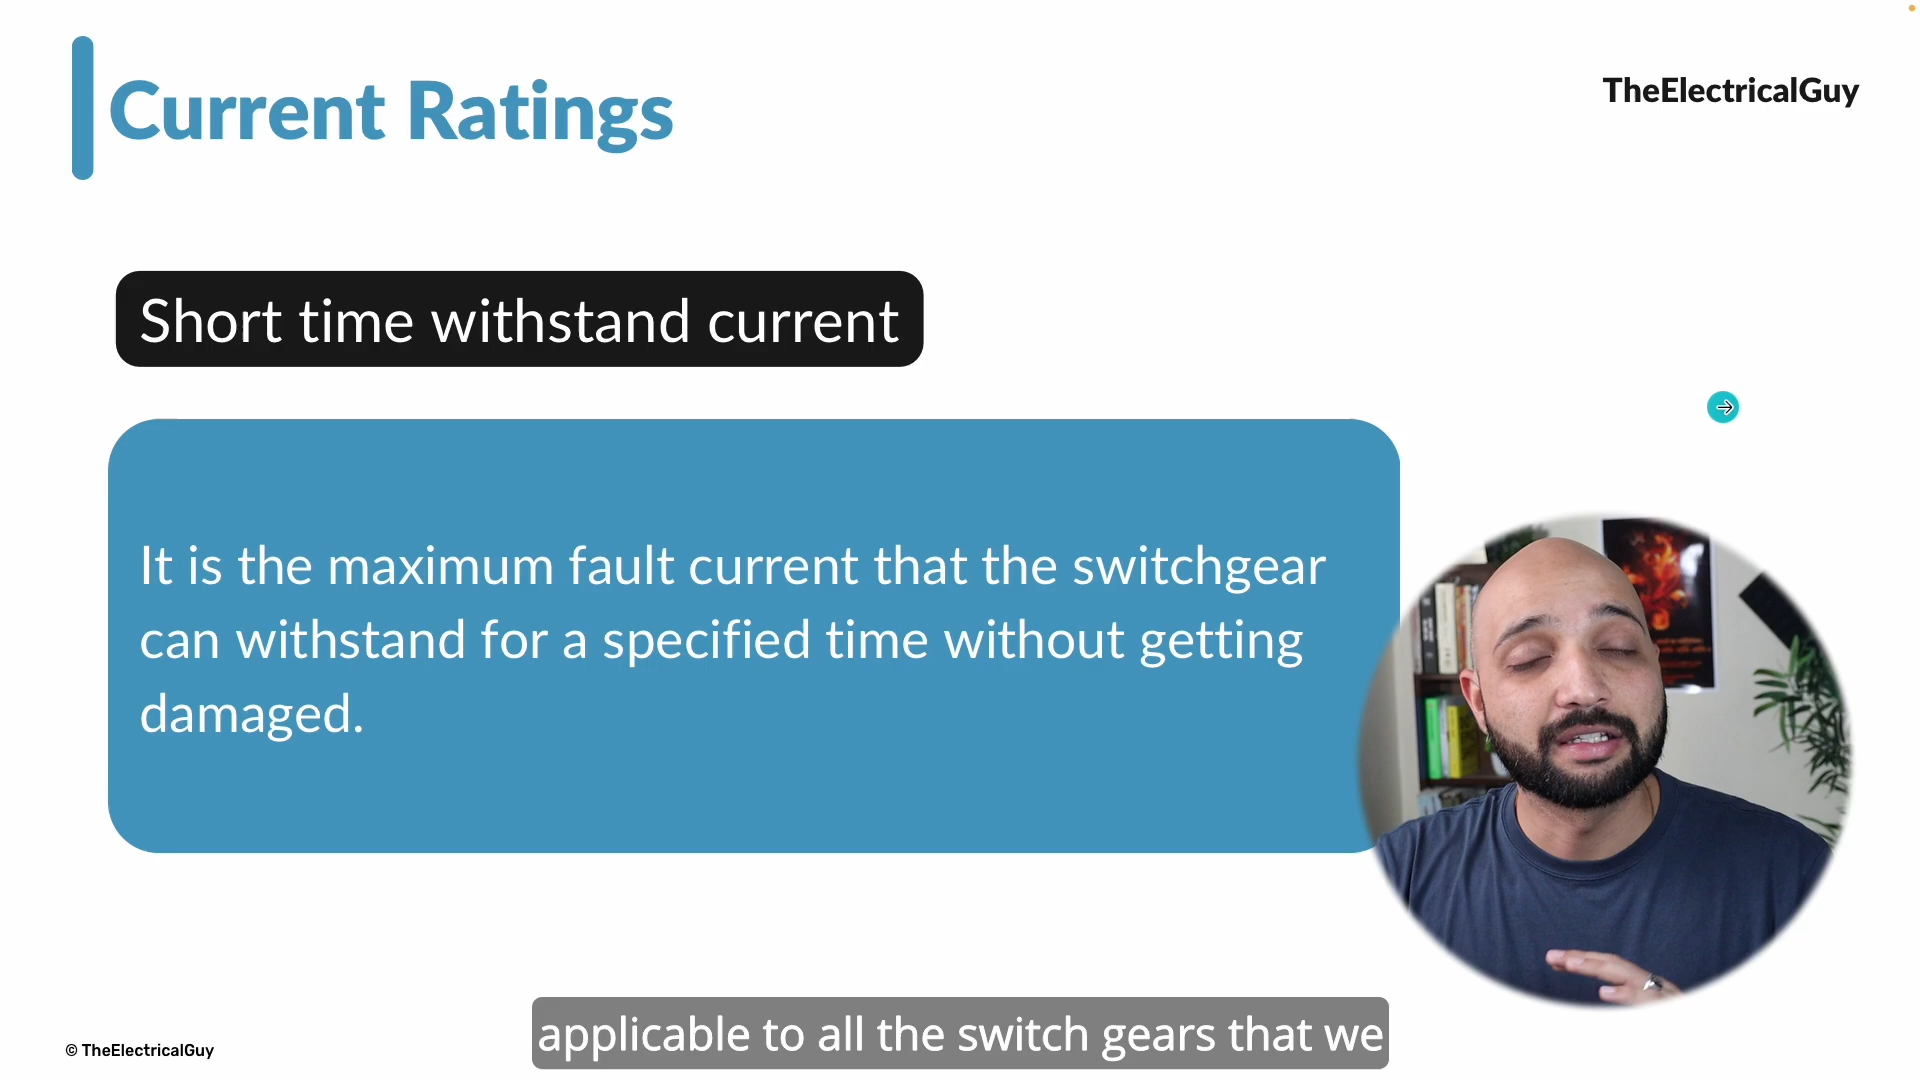 Current Ratings
TheElectricalGuy
Short time withstand current
It is the maximum fault current that the switchgear
can withstand for a specified time without getting
damaged.
applicable to all the switch gears that we
© TheElectricalGuy